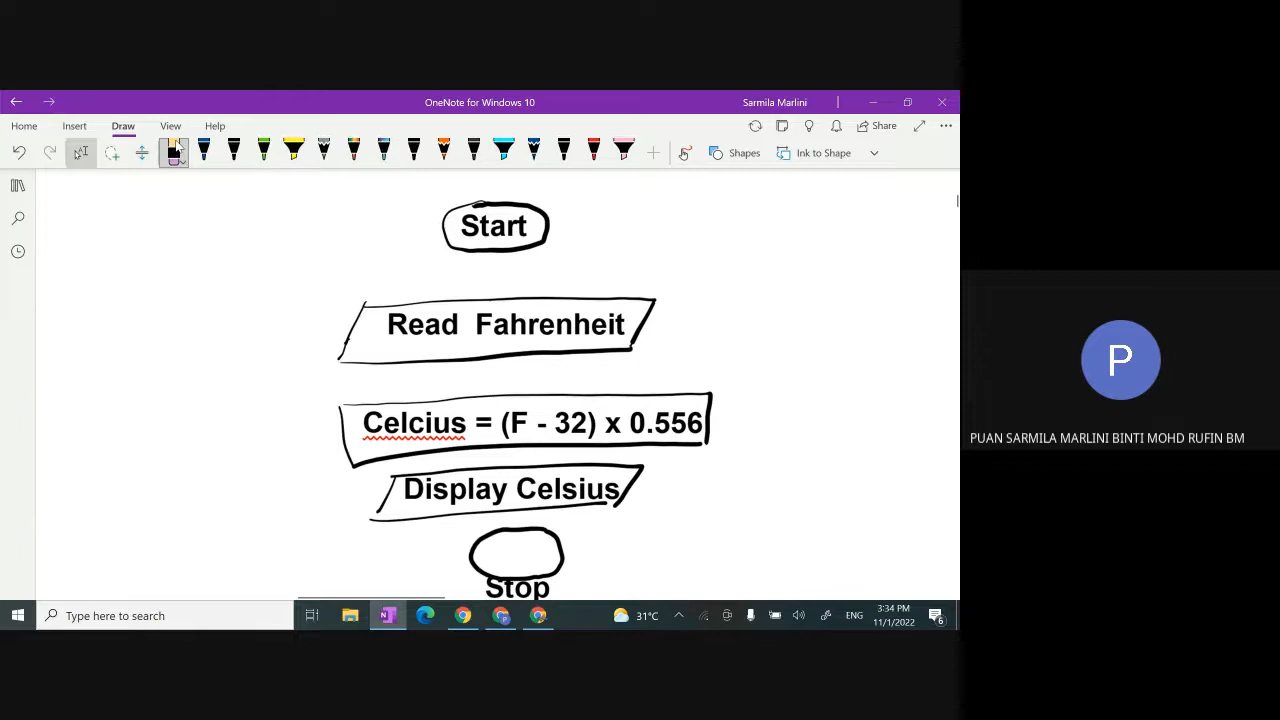 OneNote for Windows 10
Sarmila Marlini
Home Insert Draw View Help
Share
Shapes
Ink to Shape
Start
Read Fahrenheit
Celcius = (F - 32) x 0.556
Display Celsius
Stop
P
PUAN SARMILA MARLINI BINTI MOHD RUFIN BM
Type here to search
31°C
ENG
3:34 PM
11/1/2022
6